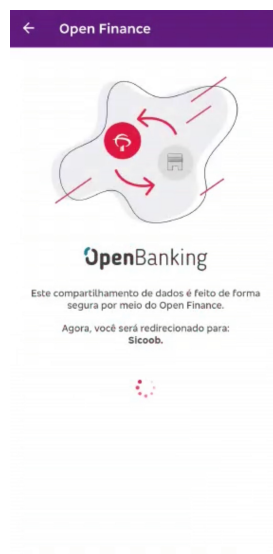 Open Finance
OpenBanking
Este compartilhamento de dados é feito de forma
segura por meio do Open Finance.
Agora, você será redirecionado para:
Sicoob.